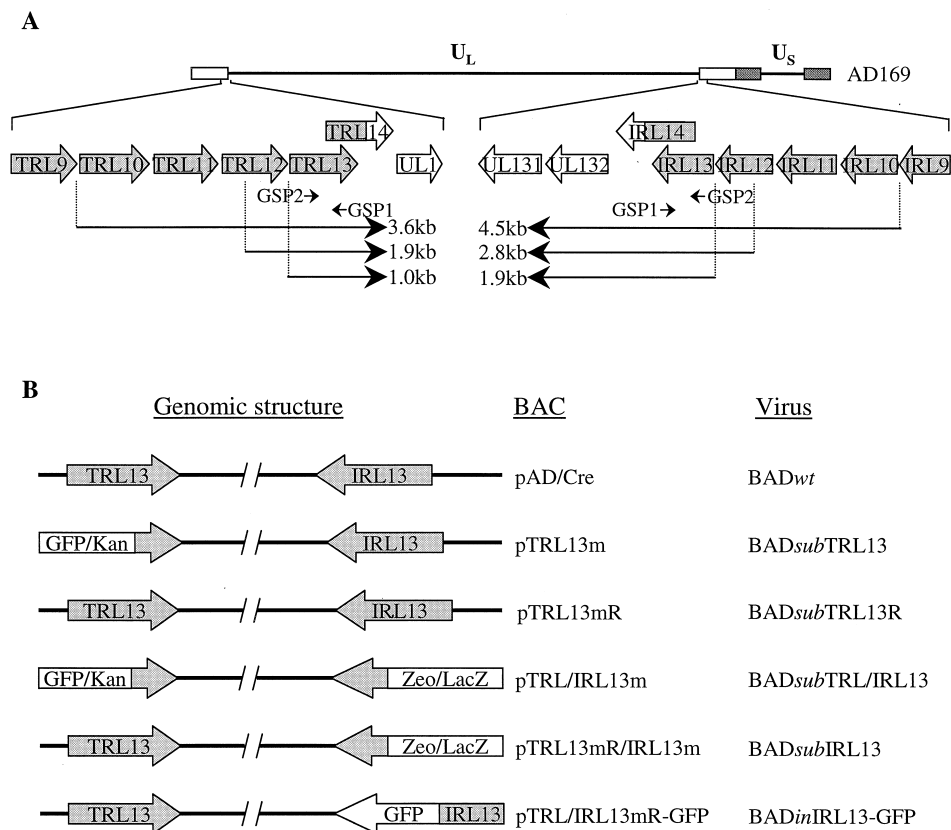 A
U_L U_S
AD169
TRL14 IRL14
TRL9 TRL10 TRL11 TRL12 TRL13 UL1 UL131 UL132 IRL13 IRL12 IRL11 IRL10 IRL9
GSP2 GSP1 GSP1 GSP2
3.6kb 4.5kb
1.9kb 2.8kb
1.0kb 1.9kb
B
Genomic structure BAC Virus
TRL13 IRL13 pAD/Cre BADwt
GFP/Kan IRL13 pTRL13m BADsubTRL13
TRL13 IRL13 pTRL13mR BADsubTRL13R
GFP/Kan Zeo/LacZ pTRL/IRL13m BADsubTRL/IRL13
TRL13 Zeo/LacZ pTRL13mR/IRL13m BADsubIRL13
TRL13 GFP IRL13 pTRL/IRL13mR-GFP BADinIRL13-GFP